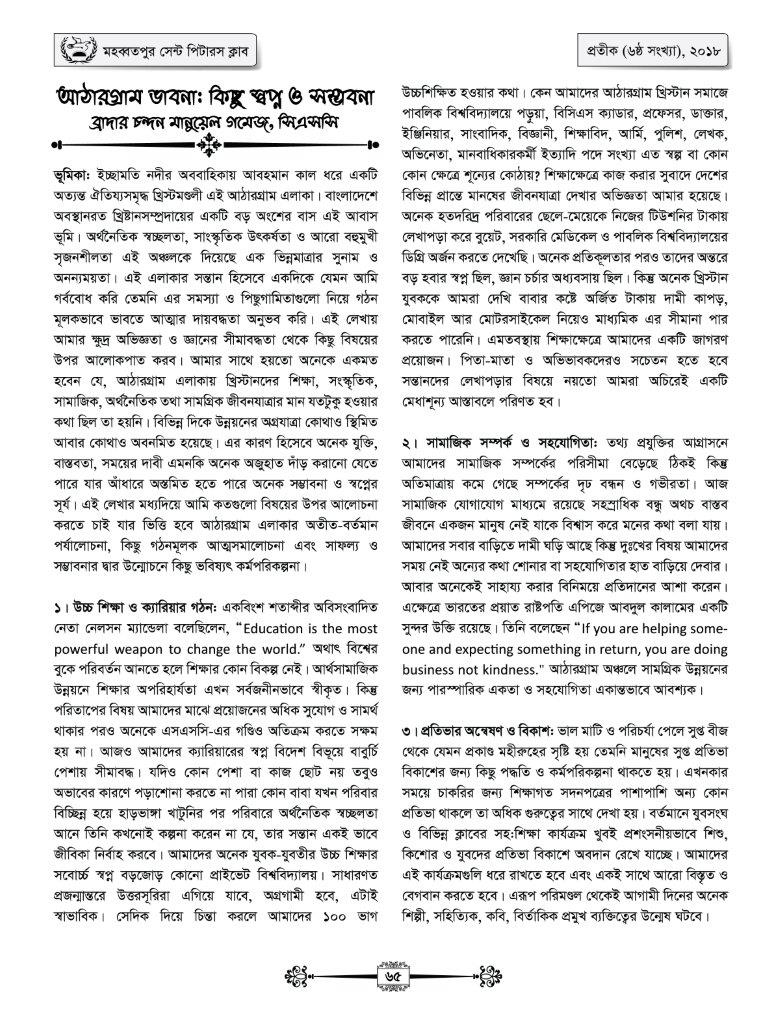 মহব্বতপুর সেন্ট পিটারস ক্লাব
প্রতীক (৬ষ্ঠ সংখ্যা), ২০১৮
আঠারগ্রাম ভাবনা: কিছু স্বপ্ন ও সম্ভবনা
ব্রাদার চন্দন মানুয়েল গমেজ, সিএসসি
ভূমিকা: ইচ্ছামতি নদীর অববাহিকায় আবহমান কাল ধরে একটি
অত্যন্ত ঐতিয্যসমৃদ্ধ খ্রিস্টমণ্ডলী এই আঠারগ্রাম এলাকা। বাংলাদেশে
অবস্থানরত খ্রিষ্টানসম্প্রদায়ের একটি বড় অংশের বাস এই আবাস
ভূমি। অর্থনৈতিক স্বচ্ছলতা, সাংস্কৃতিক উৎকর্ষতা ও আরো বহুমুখী
সৃজনশীলতা এই অঞ্চলকে দিয়েছে এক ভিন্নমাত্রার সুনাম ও
অনন্যময়তা। এই এলাকার সন্তান হিসেবে একদিকে যেমন আমি
গর্ববোধ করি তেমনি এর সমস্যা ও পিছুগামিতাগুলো নিয়ে গঠন
মূলকভাবে ভাবতে আত্মার দায়বদ্ধতা অনুভব করি। এই লেখায়
আমার ক্ষুদ্র অভিজ্ঞতা ও জ্ঞানের সীমাবদ্ধতা থেকে কিছু বিষয়ের
উপর আলোকপাত করব। আমার সাথে হয়তো অনেকে একমত
হবেন যে, আঠারগ্রাম এলাকায় খ্রিস্টানদের শিক্ষা, সংস্কৃতিক,
সামাজিক, অর্থনৈতিক তথা সামগ্রিক জীবনযাত্রার মান যতটুকু হওয়ার
কথা ছিল তা হয়নি। বিভিন্ন দিকে উন্নয়নের অগ্রযাত্রা কোথাও স্থিমিত
আবার কোথাও অবনমিত হয়েছে। এর কারণ হিসেবে অনেক যুক্তি,
বাস্তবতা, সময়ের দাবী এমনকি অনেক অজুহাত দাঁড় করানো যেতে
পারে যার আঁধারে অস্তমিত হতে পারে অনেক সম্ভাবনা ও স্বপ্নের
সূর্য। এই লেখার মধ্যদিয়ে আমি কতগুলো বিষয়ের উপর আলোচনা
করতে চাই যার ভিত্তি হবে আঠারগ্রাম এলাকার অতীত-বর্তমান
পর্যালোচনা, কিছু গঠনমূলক আত্মসমালোচনা এবং সাফল্য ও
সম্ভাবনার দ্বার উন্মোচনে কিছু ভবিষ্যৎ কর্মপরিকল্পনা।
১। উচ্চ শিক্ষা ও ক্যারিয়ার গঠন: একবিংশ শতাব্দীর অবিসংবাদিত
নেতা নেলসন ম্যান্ডেলা বলেছিলেন, “Education is the most
powerful weapon to change the world.” অর্থাৎ বিশ্বের
বুকে পরিবর্তন আনতে হলে শিক্ষার কোন বিকল্প নেই। আর্থসামাজিক
উন্নয়নে শিক্ষার অপরিহার্যতা এখন সর্বজনীনভাবে স্বীকৃত। কিন্তু
পরিতাপের বিষয় আমাদের মাঝে প্রয়োজনের অধিক সুযোগ ও সামর্থ
থাকার পরও অনেকে এসএসসি-এর গণ্ডিও অতিক্রম করতে সক্ষম
হয় না। আজও আমাদের ক্যারিয়ারের স্বপ্ন বিদেশ বিভূয়ে বাবুর্চি
পেশায় সীমাবদ্ধ। যদিও কোন পেশা বা কাজ ছোট নয় তবুও
অভাবের কারণে পড়াশোনা করতে না পারা কোন বাবা যখন পরিবার
বিচ্ছিন্ন হয়ে হাড়ভাঙ্গা খাটুনির পর পরিবারে অর্থনৈতিক স্বচ্ছলতা
আনে তিনি কখনোই কল্পনা করেন না যে, তার সন্তান একই ভাবে
জীবিকা নির্বাহ করবে। আমাদের অনেক যুবক-যুবতীর উচ্চ শিক্ষার
সবোর্চ্চ স্বপ্ন বড়জোড় কোনো প্রাইভেট বিশ্ববিদ্যালয়। সাধারণত
প্রজন্মান্তরে উত্তরসূরিরা এগিয়ে যাবে, অগ্রগামী হবে, এটাই
স্বাভাবিক। সেদিক দিয়ে চিন্তা করলে আমাদের ১০০ ভাগ
উচ্চশিক্ষিত হওয়ার কথা। কেন আমাদের আঠারগ্রাম খ্রিস্টান সমাজে
পাবলিক বিশ্ববিদ্যালয়ে পড়ুয়া, বিসিএস ক্যাডার, প্রফেসর, ডাক্তার,
ইঞ্জিনিয়ার, সাংবাদিক, বিজ্ঞানী, শিক্ষাবিদ, আর্মি, পুলিশ, লেখক,
অভিনেতা, মানবাধিকারকর্মী ইত্যাদি পদে সংখ্যা এত স্বল্প বা কোন
কোন ক্ষেত্রে শূন্যের কোঠায়? শিক্ষাক্ষেত্রে কাজ করার সুবাদে দেশের
বিভিন্ন প্রান্তে মানুষের জীবনযাত্রা দেখার অভিজ্ঞতা আমার হয়েছে।
অনেক হতদরিদ্র পরিবারের ছেলে-মেয়েকে নিজের টিউশনির টাকায়
লেখাপড়া করে বুয়েট, সরকারি মেডিকেল ও পাবলিক বিশ্ববিদ্যালয়ের
ডিগ্রি অর্জন করতে দেখেছি। অনেক প্রতিকূলতার পরও তাদের অন্তরে
বড় হবার স্বপ্ন ছিল, জ্ঞান চর্চার অধ্যবসায় ছিল। কিন্তু অনেক খ্রিস্টান
যুবককে আমরা দেখি বাবার কষ্টে অর্জিত টাকায় দামী কাপড়,
মোবাইল আর মোটরসাইকেল নিয়েও মাধ্যমিক এর সীমানা পার
করতে পারেনি। এমতবস্থায় শিক্ষাক্ষেত্রে আমাদের একটি জাগরণ
প্রয়োজন। পিতা-মাতা ও অভিভাবকদেরও সচেতন হতে হবে
সন্তানদের লেখাপড়ার বিষয়ে নয়তো আমরা অচিরেই একটি
মেধাশূন্য আস্তাবলে পরিণত হব।
২। সামাজিক সম্পর্ক ও সহযোগিতা: তথ্য প্রযুক্তির আগ্রাসনে
আমাদের সামাজিক সম্পর্কের পরিসীমা বেড়েছে ঠিকই কিন্তু
অতিমাত্রায় কমে গেছে সম্পর্কের দৃঢ় বন্ধন ও গভীরতা। আজ
সামাজিক যোগাযোগ মাধ্যমে রয়েছে সহস্রাধিক বন্ধু অথচ বাস্তব
জীবনে একজন মানুষ নেই যাকে বিশ্বাস করে মনের কথা বলা যায়।
আমাদের সবার বাড়িতে দামী ঘড়ি আছে কিন্তু দুঃখের বিষয় আমাদের
সময় নেই অন্যের কথা শোনার বা সহযোগিতার হাত বাড়িয়ে দেবার।
আবার অনেকেই সাহায্য করার বিনিময়ে প্রতিদানের আশা করেন।
এক্ষেত্রে ভারতের প্রয়াত রাষ্ট্রপতি এপিজে আবদুল কালামের একটি
সুন্দর উক্তি রয়েছে। তিনি বলেছেন “If you are helping some-
one and expecting something in return, you are doing
business not kindness." আঠারগ্রাম অঞ্চলে সামগ্রিক উন্নয়নের
জন্য পারস্পারিক একতা ও সহযোগিতা একান্তভাবে আবশ্যক।
৩। প্রতিভার অন্বেষণ ও বিকাশ: ভাল মাটি ও পরিচর্যা পেলে সুপ্ত বীজ
থেকে যেমন প্রকাণ্ড মহীরুহের সৃষ্টি হয় তেমনি মানুষের সুপ্ত প্রতিভা
বিকাশের জন্য কিছু পদ্ধতি ও কর্মপরিকল্পনা থাকতে হয়। এখনকার
সময়ে চাকরির জন্য শিক্ষাগত সদনপত্রের পাশাপাশি অন্য কোন
প্রতিভা থাকলে তা অধিক গুরুত্বের সাথে দেখা হয়। বর্তমানে যুবসংঘ
ও বিভিন্ন ক্লাবের সহ:শিক্ষা কার্যক্রম খুবই প্রশংসনীয়ভাবে শিশু,
কিশোর ও যুবদের প্রতিভা বিকাশে অবদান রেখে যাচ্ছে। আমাদের
এই কার্যক্রমগুলি ধরে রাখতে হবে এবং একই সাথে আরো বিস্তৃত ও
বেগবান করতে হবে। এরূপ পরিমণ্ডল থেকেই আগামী দিনের অনেক
শিল্পী, সহিত্যিক, কবি, বির্তাকিক প্রমুখ ব্যক্তিত্বের উন্মেষ ঘটবে।
৬৫